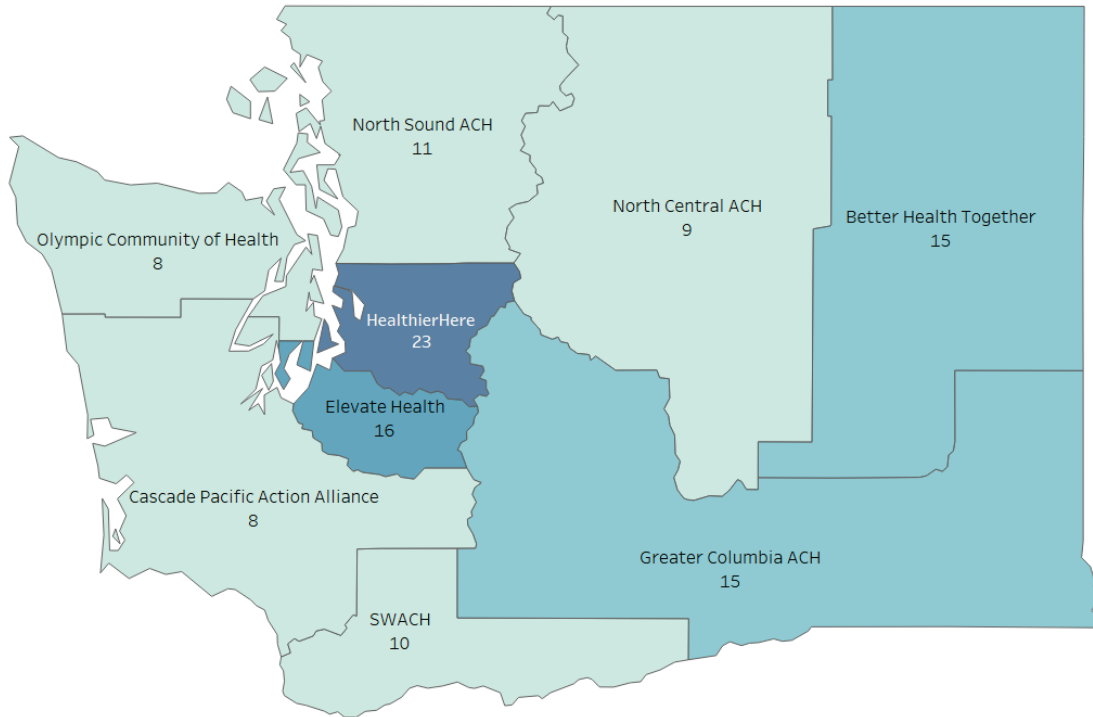 North Sound ACH
11
North Central ACH
9
Better Health Together
15
Olympic Community of Health
8
HealthierHere
23
Elevate Health
16
Cascade Pacific Action Alliance
8
Greater Columbia ACH
15
SWACH
10